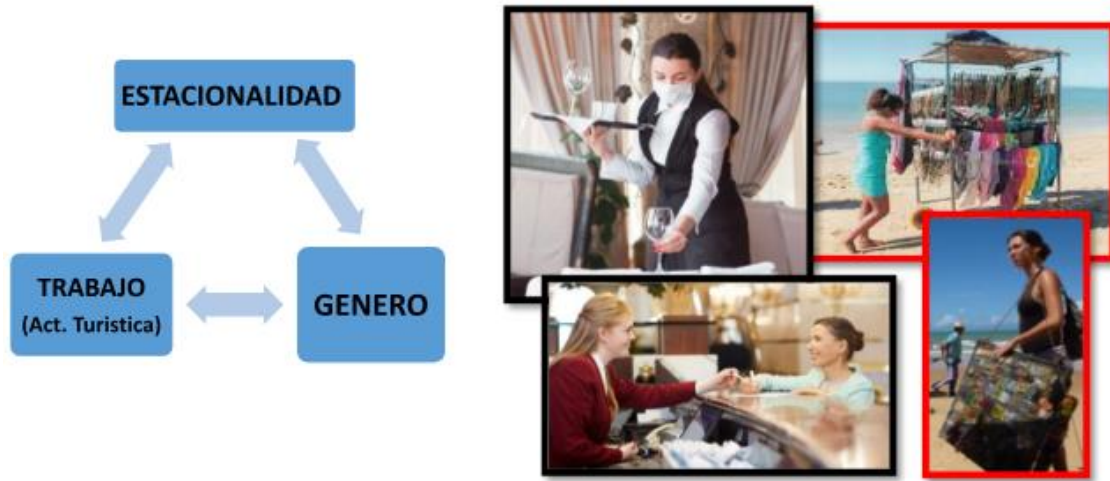 ESTACIONALIDAD
TRABAJO
(Act. Turistica)
GENERO